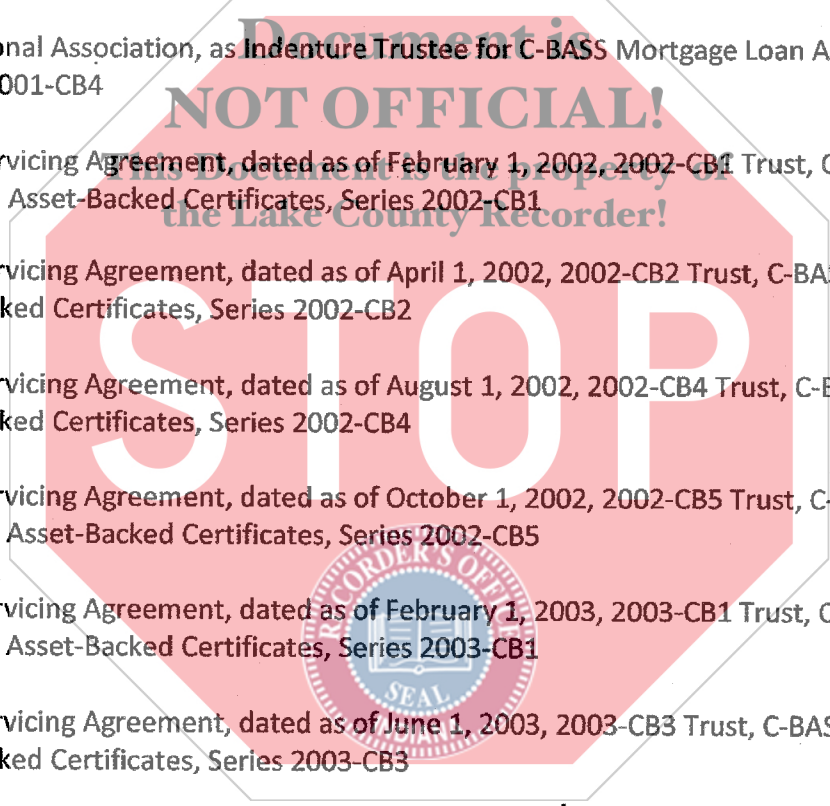 Document is
onal Association, as Indenture Trustee for C-BASS Mortgage Loan A
001-CB4
NOT OFFICIAL!
rvicing Agreement, dated as of February 1, 2002, 2002-CB1 Trust, C
This Document is the property of
Asset-Backed Certificates, Series 2002-CB1
the Lake County Recorder!
rvicing Agreement, dated as of April 1, 2002, 2002-CB2 Trust, C-BA
ked Certificates, Series 2002-CB2
STOP
rvicing Agreement, dated as of August 1, 2002, 2002-CB4 Trust, C-B
ked Certificates, Series 2002-CB4
rvicing Agreement, dated as of October 1, 2002, 2002-CB5 Trust, C-
Asset-Backed Certificates, Series 2002-CB5
RECORDER'S OFFICE
rvicing Agreement, dated as of February 1, 2003, 2003-CB1 Trust, C
Asset-Backed Certificates, Series 2003-CB1
SEAL
rvicing Agreement, dated as of June 1, 2003, 2003-CB3 Trust, C-BAS
INDIANA
ked Certificates, Series 2003-CB3